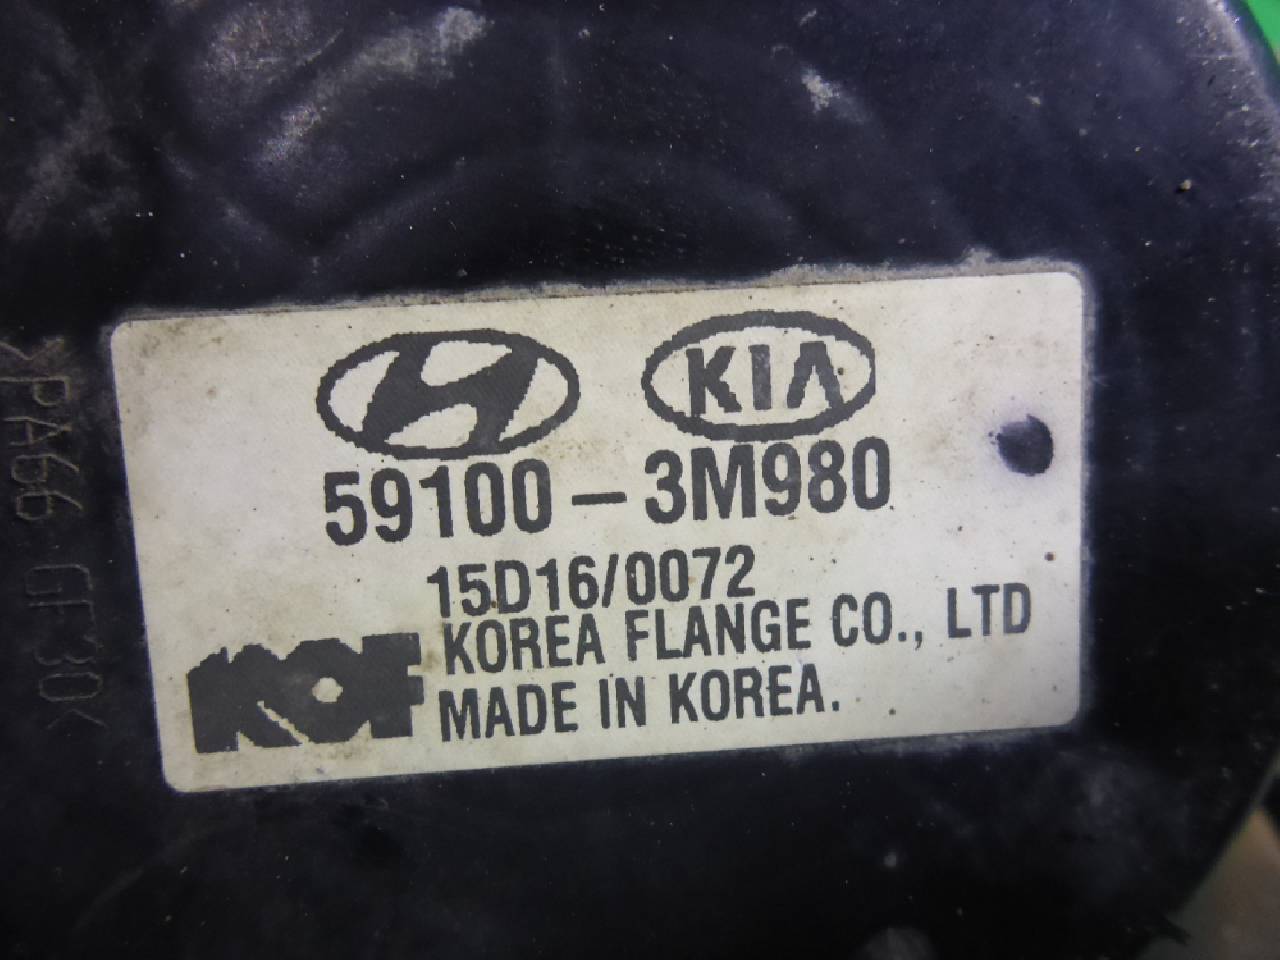 KIA
59100-3M980
15D16/0072
KOREA FLANGE CO., LTD
KOF
MADE IN KOREA.
>PA66 GF30<